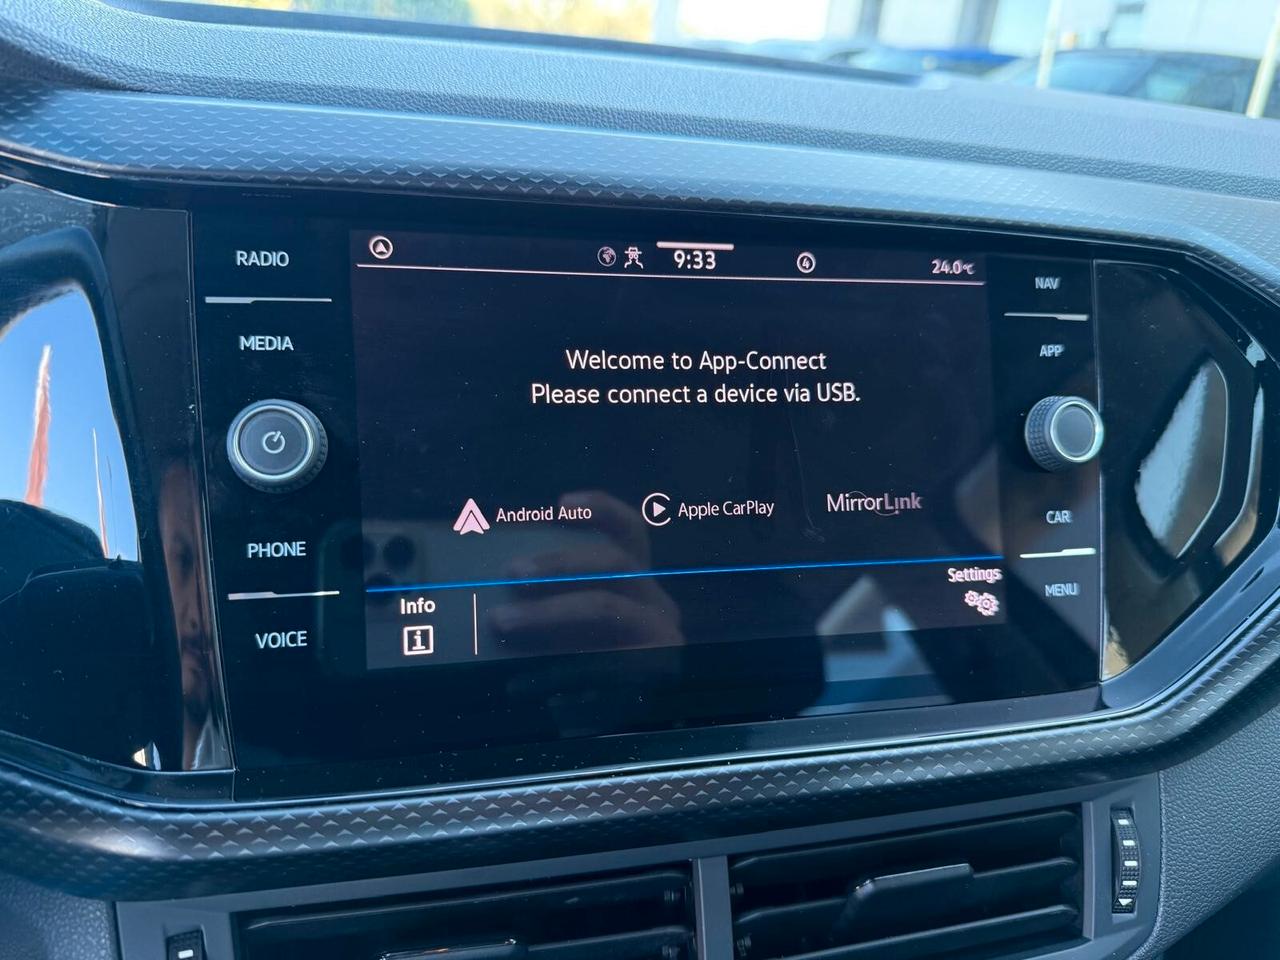 RADIO
MEDIA
PHONE
VOICE
9:33
4
24.0°C
Welcome to App-Connect
Please connect a device via USB.
Android Auto
Apple CarPlay
MirrorLink
Info
i
Settings
NAV
APP
CAR
MENU